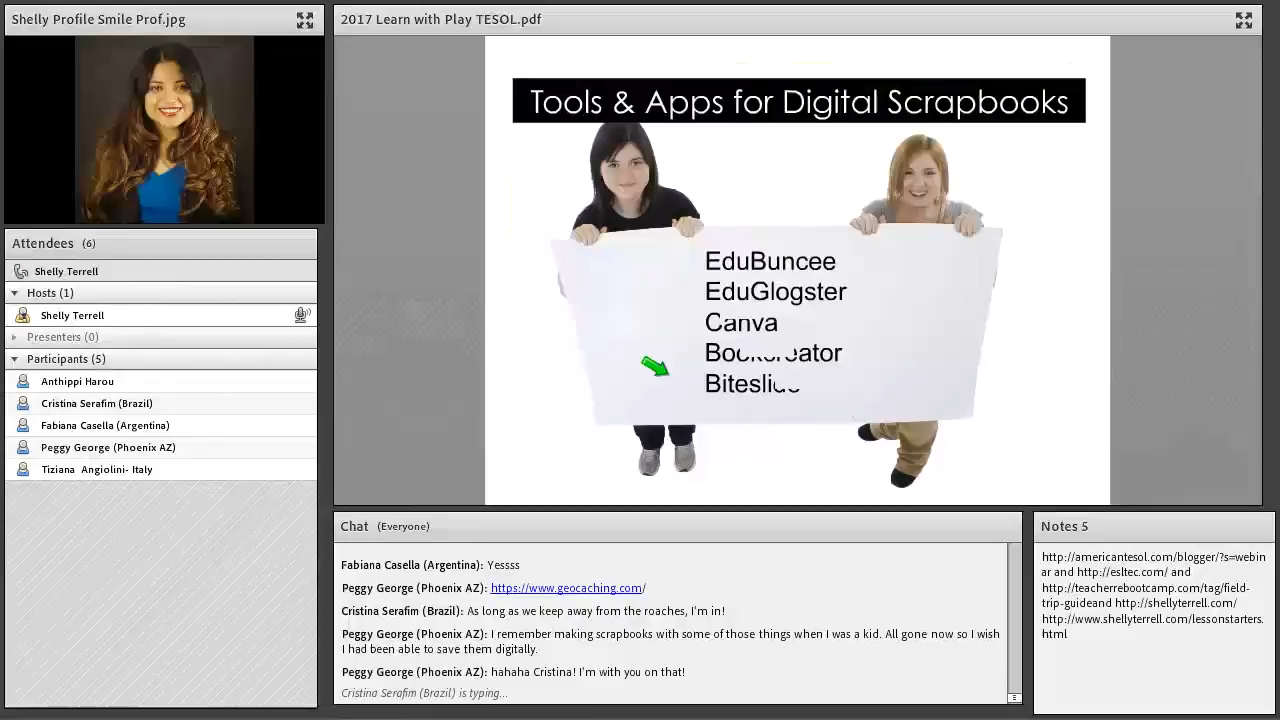 Shelly Profile Smile Prof.jpg
Attendees (6)
Shelly Terrell
Hosts (1)
Shelly Terrell
Presenters (0)
Participants (5)
Anthippi Harou
Cristina Serafim (Brazil)
Fabiana Casella (Argentina)
Peggy George (Phoenix AZ)
Tiziana Angiolini- Italy
2017 Learn with Play TESOL.pdf
Tools & Apps for Digital Scrapbooks
EduBuncee
EduGlogster
Canva
Bookcreator
Biteslide
Chat (Everyone)
Fabiana Casella (Argentina): Yessss
Peggy George (Phoenix AZ): https://www.geocaching.com/
Cristina Serafim (Brazil): As long as we keep away from the roaches, I'm in!
Peggy George (Phoenix AZ): I remember making scrapbooks with some of those things when I was a kid. All gone now so I wish
I had been able to save them digitally.
Peggy George (Phoenix AZ): hahaha Cristina! I'm with you on that!
Cristina Serafim (Brazil) is typing...
Notes 5
http://americantesol.com/blogger/?s=webin
ar and http://esltec.com/ and
http://teacherrebootcamp.com/tag/field-
trip-guideand http://shellyterrell.com/
http://www.shellyterrell.com/lessonstarters.
html